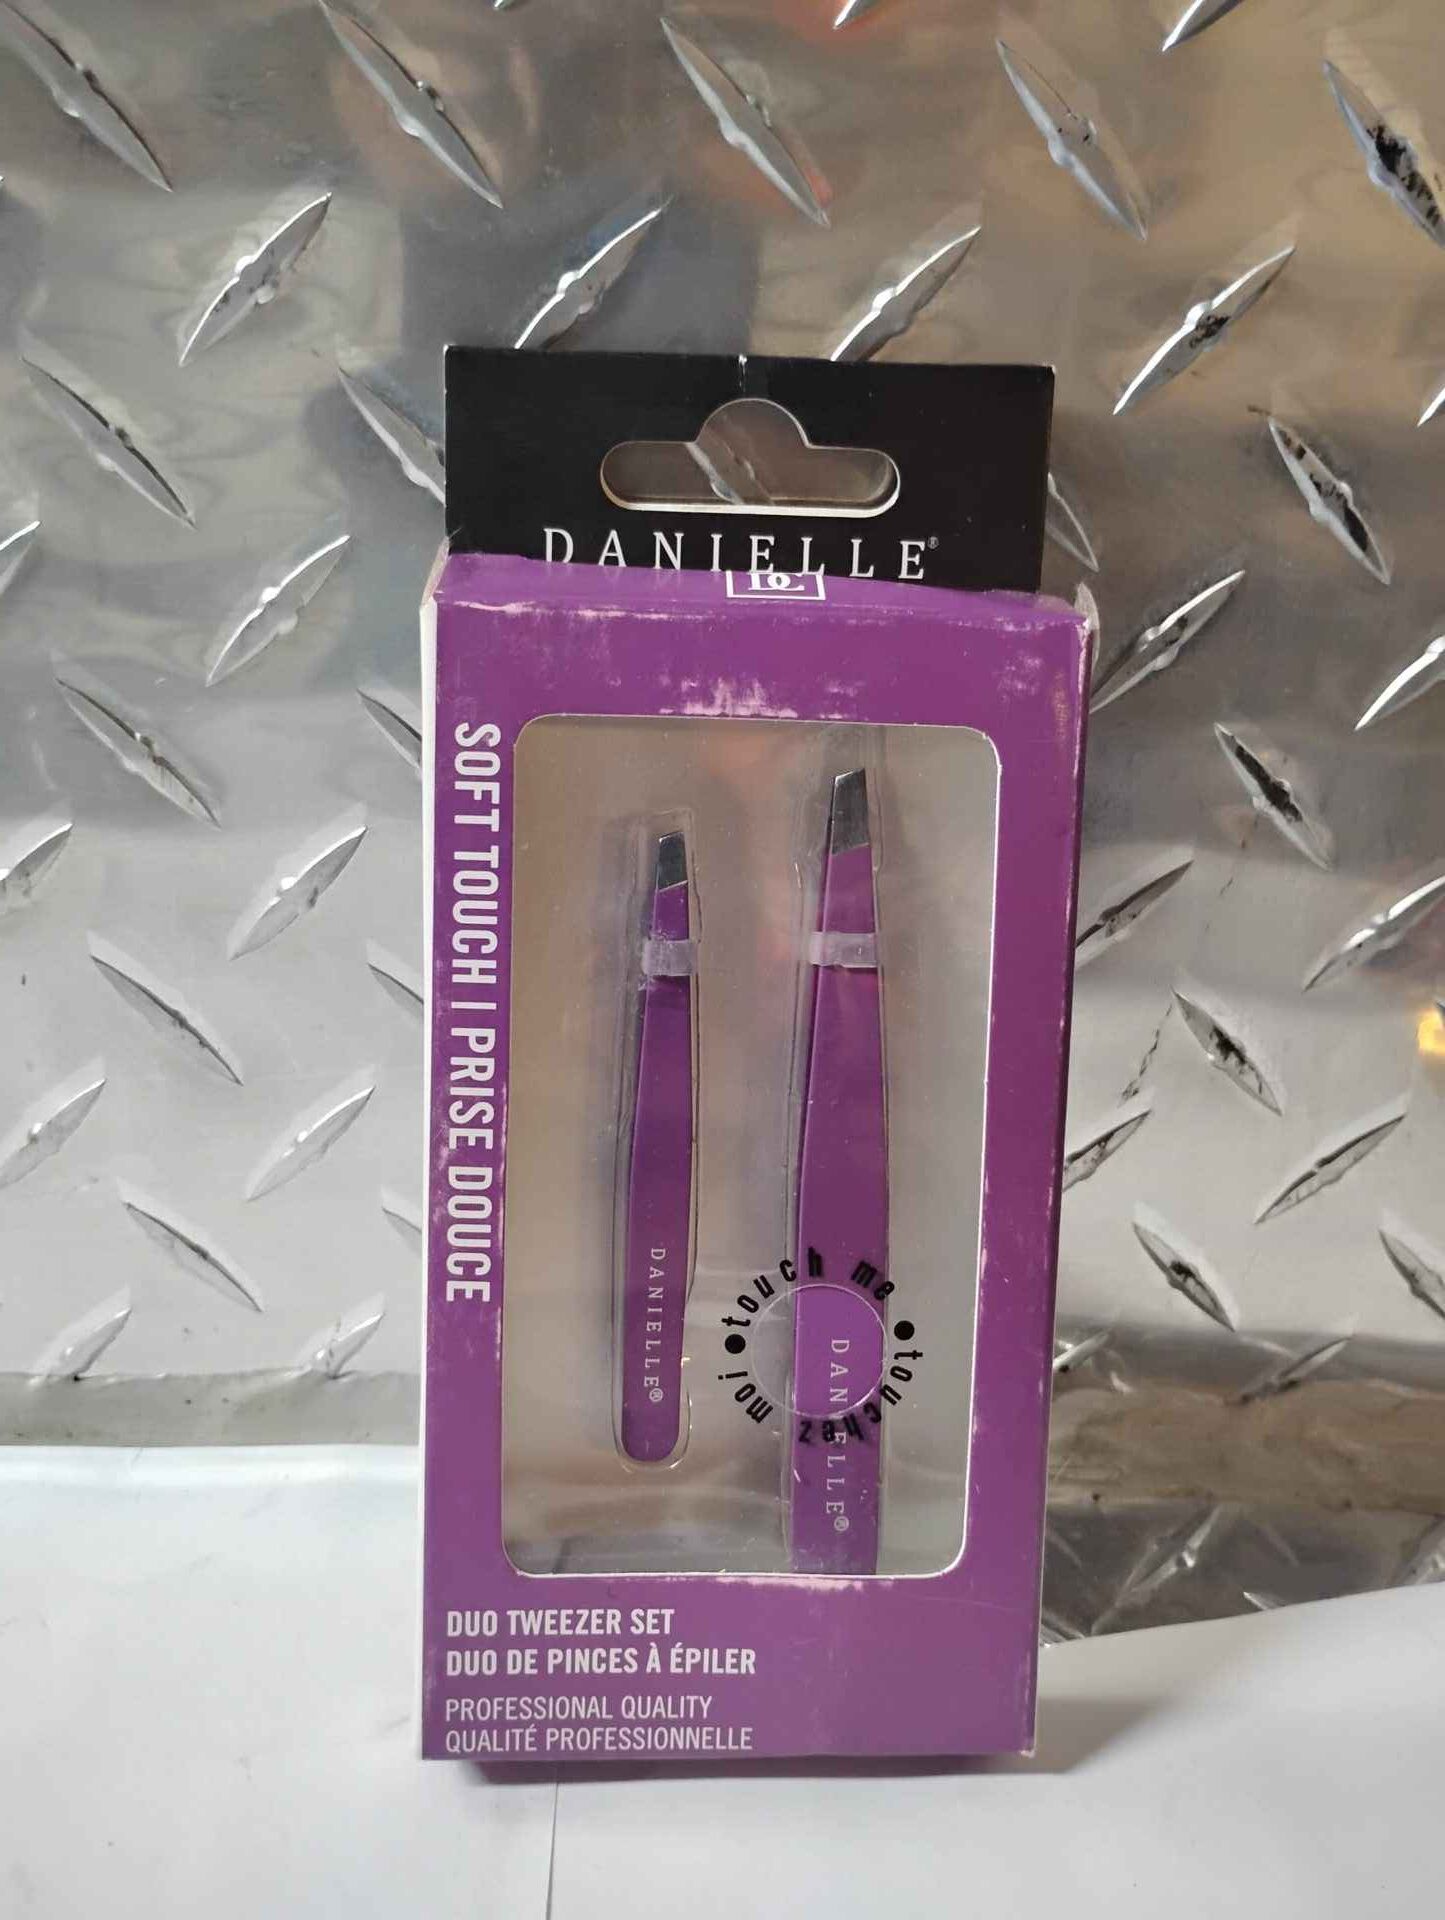 DANIELLE®
DC
SOFT TOUCH | PRISE DOUCE
DANIELLE®
DANIELLE®
touch me • touchez moi •
DUO TWEEZER SET
DUO DE PINCES À ÉPILER
PROFESSIONAL QUALITY
QUALITÉ PROFESSIONNELLE